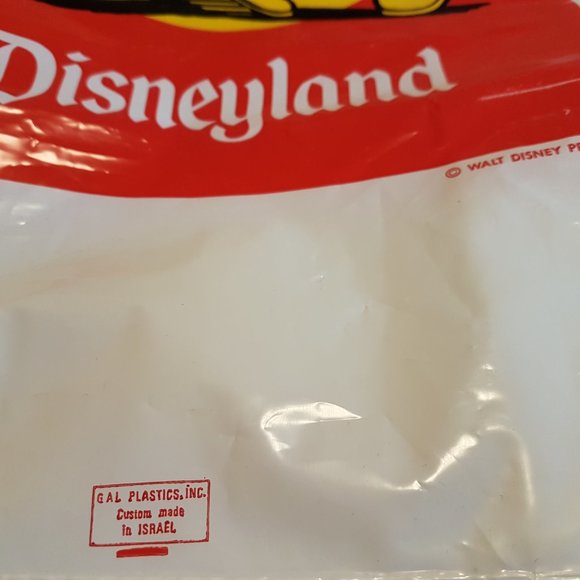 Disneyland
© WALT DISNEY
GAL PLASTICS, INC.
Custom made
in ISRAEL